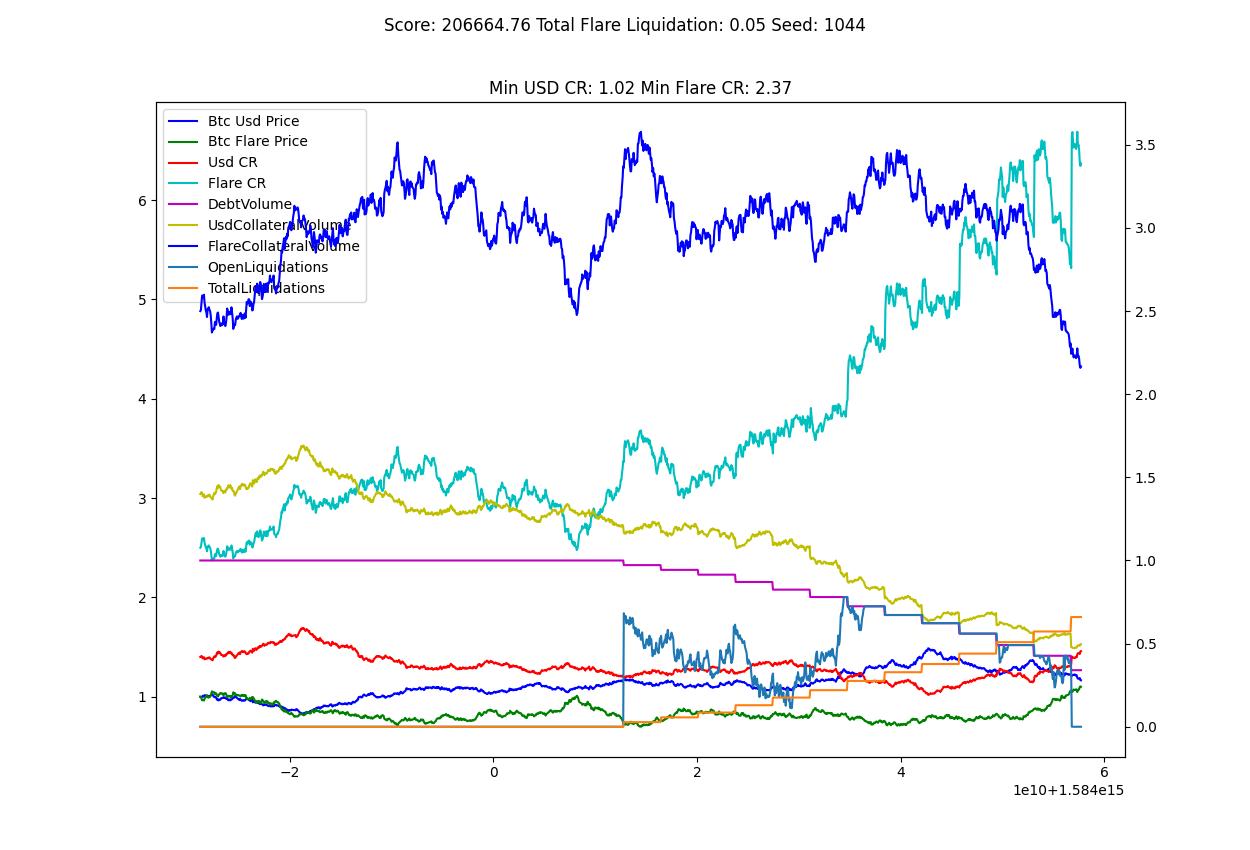 Score: 206664.76 Total Flare Liquidation: 0.05 Seed: 1044
Min USD CR: 1.02 Min Flare CR: 2.37
Btc Usd Price
Btc Flare Price
Usd CR
Flare CR
DebtVolume
UsdCollateralVolume
FlareCollateralVolume
OpenLiquidations
TotalLiquidations
6
5
4
3
2
1
3.5
3.0
2.5
2.0
1.5
1.0
0.5
0.0
−2 0 2 4 6
1e10+1.584e15